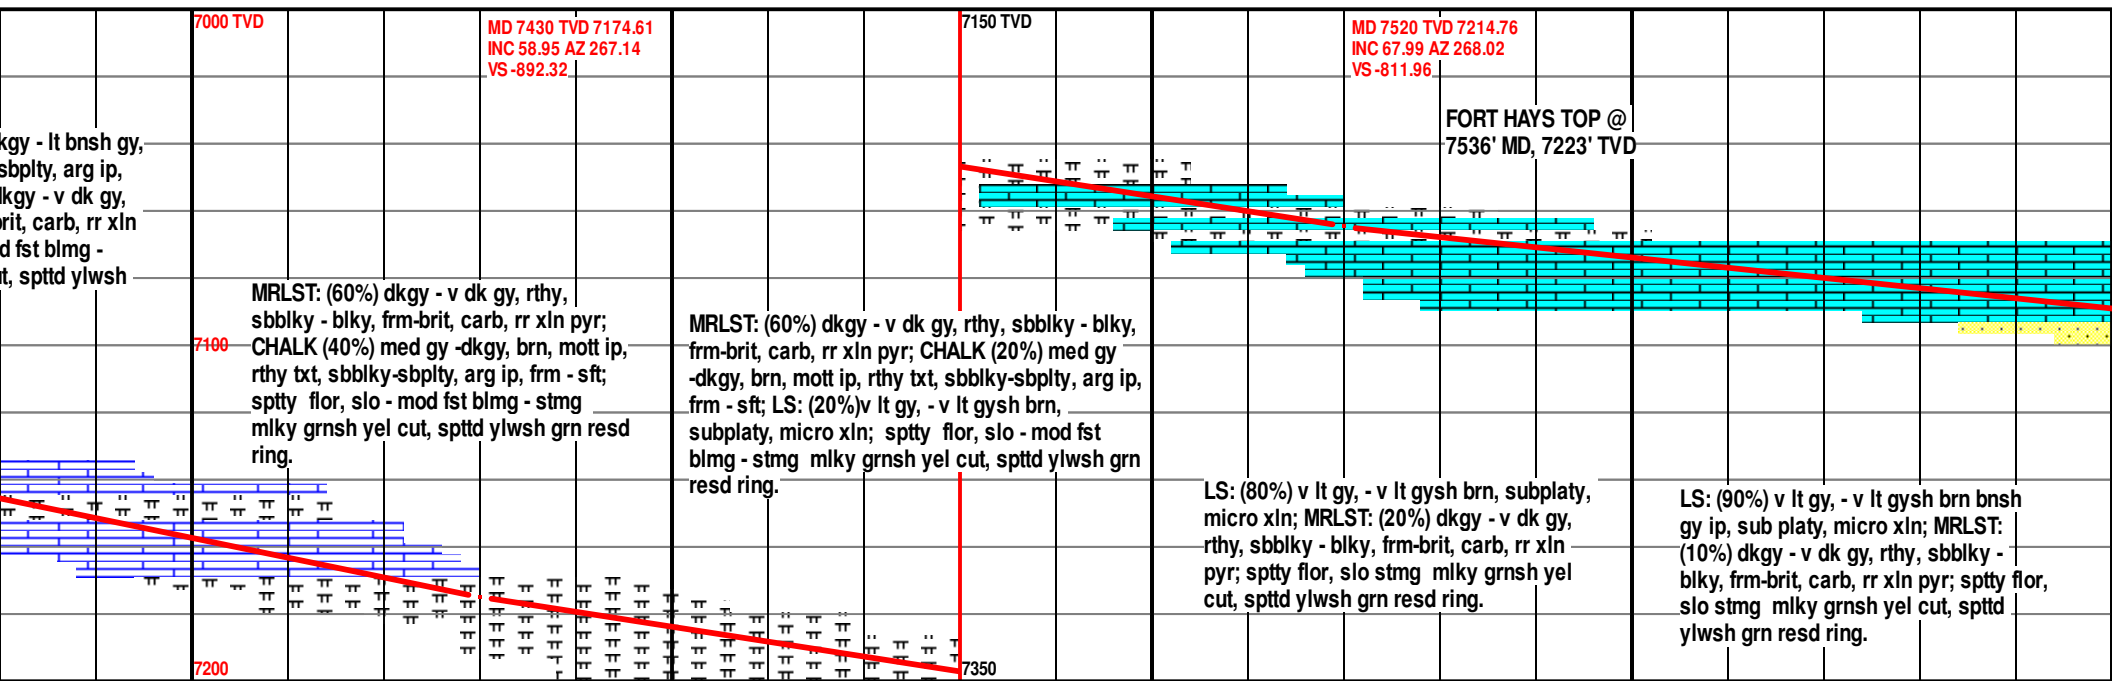 7000 TVD
MD 7430 TVD 7174.61
INC 58.95 AZ 267.14
VS -892.32
7150 TVD
MD 7520 TVD 7214.76
INC 67.99 AZ 268.02
VS -811.96
FORT HAYS TOP @
7536' MD, 7223' TVD
kgy - lt bnsh gy,
sbplty, arg ip,
dkgy - v dk gy,
brit, carb, rr xln
d fst blmg -
ut, spttd ylwsh
7100
7200
MRLST: (60%) dkgy - v dk gy, rthy,
sbblky - blky, frm-brit, carb, rr xln pyr;
CHALK (40%) med gy -dkgy, brn, mott ip,
rthy txt, sbblky-sbplty, arg ip, frm - sft;
sptty flor, slo - mod fst blmg - stmg
mlky grnsh yel cut, spttd ylwsh grn resd
ring.
MRLST: (60%) dkgy - v dk gy, rthy, sbblky - blky,
frm-brit, carb, rr xln pyr; CHALK (20%) med gy
-dkgy, brn, mott ip, rthy txt, sbblky-sbplty, arg ip,
frm - sft; LS: (20%)v lt gy, - v lt gysh brn,
subplaty, micro xln; sptty flor, slo - mod fst
blmg - stmg mlky grnsh yel cut, spttd ylwsh grn
resd ring.
7350
LS: (80%) v lt gy, - v lt gysh brn, subplaty,
micro xln; MRLST: (20%) dkgy - v dk gy,
rthy, sbblky - blky, frm-brit, carb, rr xln
pyr; sptty flor, slo stmg mlky grnsh yel
cut, spttd ylwsh grn resd ring.
LS: (90%) v lt gy, - v lt gysh brn bnsh
gy ip, sub platy, micro xln; MRLST:
(10%) dkgy - v dk gy, rthy, sbblky -
blky, frm-brit, carb, rr xln pyr; sptty flor,
slo stmg mlky grnsh yel cut, spttd
ylwsh grn resd ring.